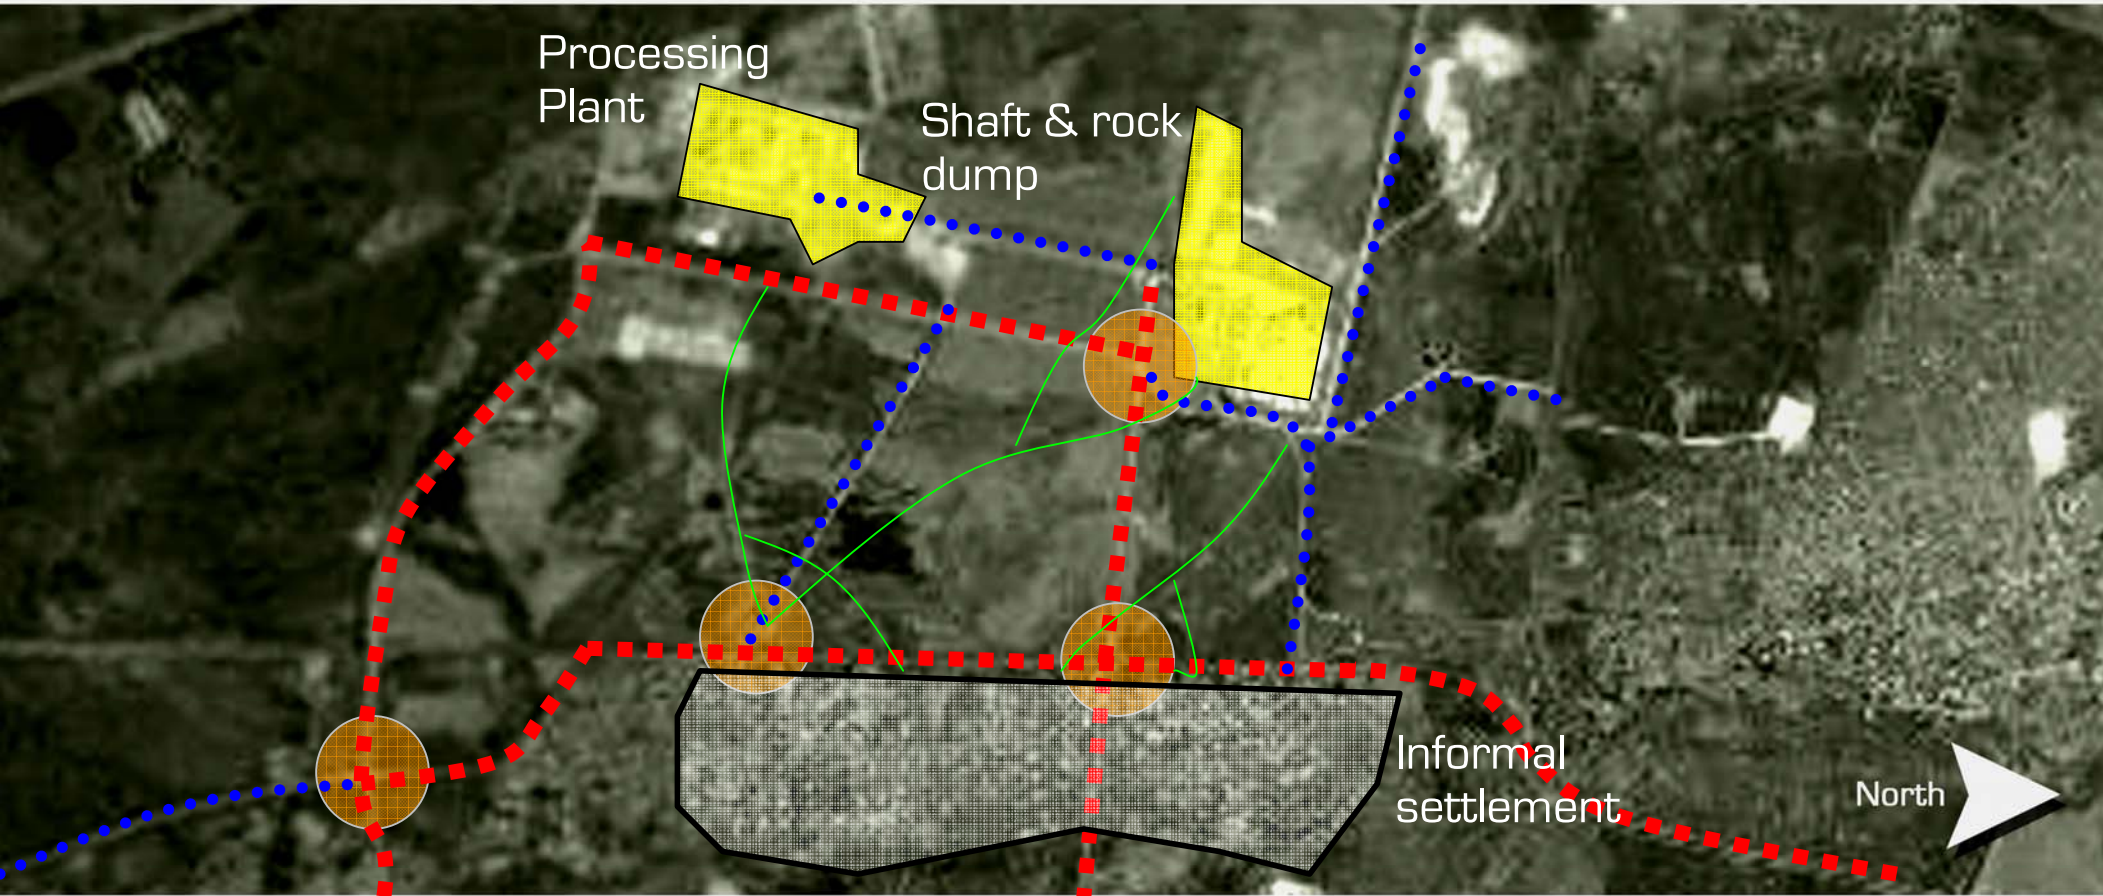 Processing
Plant
Shaft & rock
dump
Informal
settlement
North